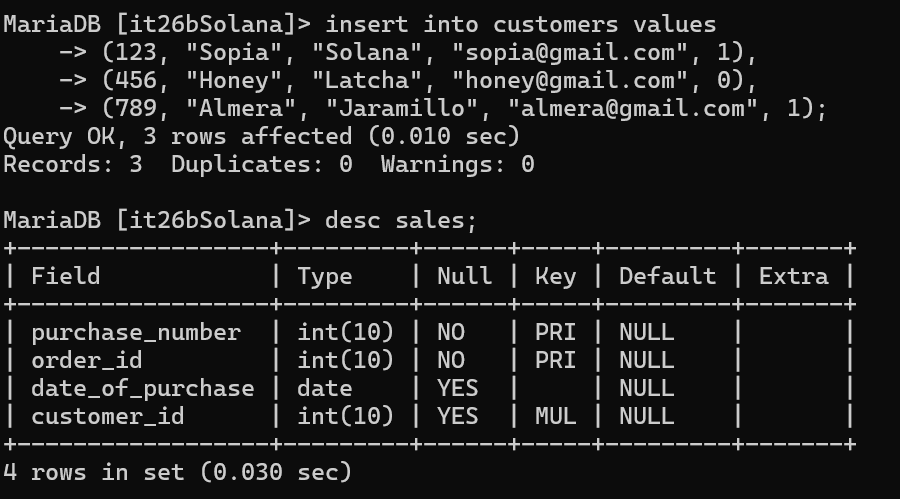 MariaDB [it26bSolana]> insert into customers values
    -> (123, "Sopia", "Solana", "sopia@gmail.com", 1),
    -> (456, "Honey", "Latcha", "honey@gmail.com", 0),
    -> (789, "Almera", "Jaramillo", "almera@gmail.com", 1);
Query OK, 3 rows affected (0.010 sec)
Records: 3  Duplicates: 0  Warnings: 0

MariaDB [it26bSolana]> desc sales;
+------------------+---------+------+-----+---------+-------+
| Field            | Type    | Null | Key | Default | Extra |
+------------------+---------+------+-----+---------+-------+
| purchase_number  | int(10) | NO   | PRI | NULL    |       |
| order_id         | int(10) | NO   | PRI | NULL    |       |
| date_of_purchase | date    | YES  |     | NULL    |       |
| customer_id      | int(10) | YES  | MUL | NULL    |       |
+------------------+---------+------+-----+---------+-------+
4 rows in set (0.030 sec)